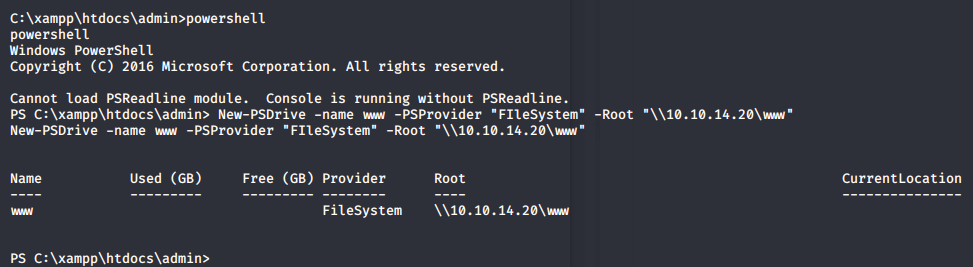 C:\xampp\htdocs\admin>powershell
powershell
Windows PowerShell
Copyright (C) 2016 Microsoft Corporation. All rights reserved.
Cannot load PSReadline module.  Console is running without PSReadline.
PS C:\xampp\htdocs\admin> New-PSDrive -name www -PSProvider "FIleSystem" -Root "\\10.10.14.20\www"
New-PSDrive -name www -PSProvider "FIleSystem" -Root "\\10.10.14.20\www"
Name           Used (GB)     Free (GB) Provider      Root                                                   CurrentLocation
----           ---------     --------- --------      ----                                                   ---------------
www                                    FileSystem    \\10.10.14.20\www
PS C:\xampp\htdocs\admin>